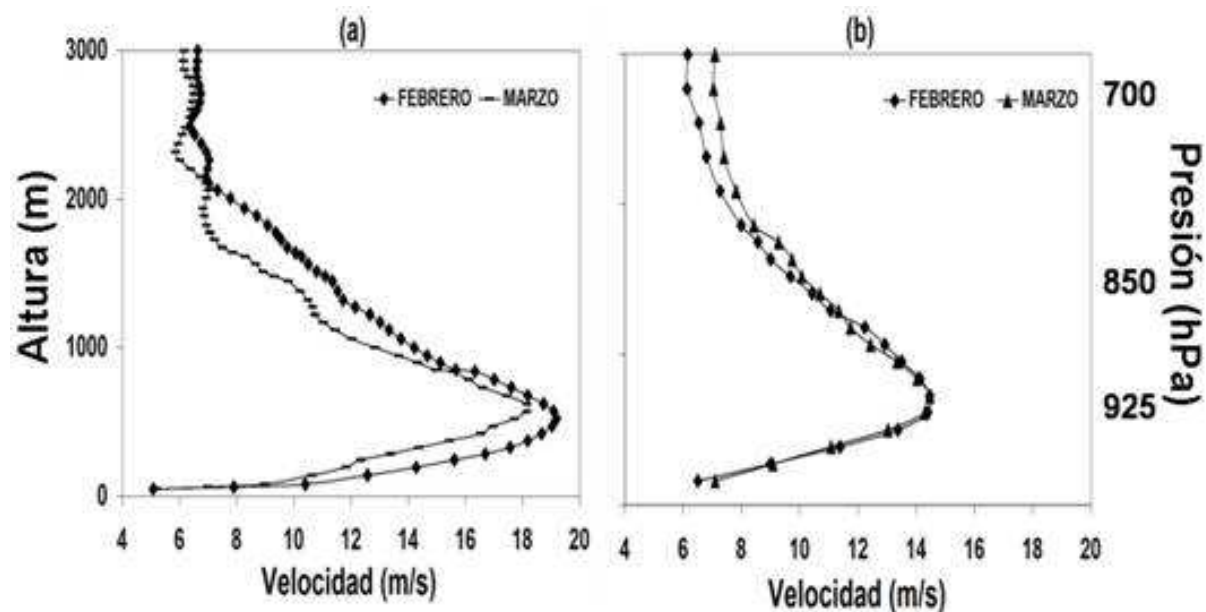 (a)
3000
2000
1000
0
4 6 8 10 12 14 16 18 20
Altura (m)
Velocidad (m/s)
FEBRERO MARZO
(b)
FEBRERO MARZO
700
850
925
Presión (hPa)
4 6 8 10 12 14 16 18 20
Velocidad (m/s)